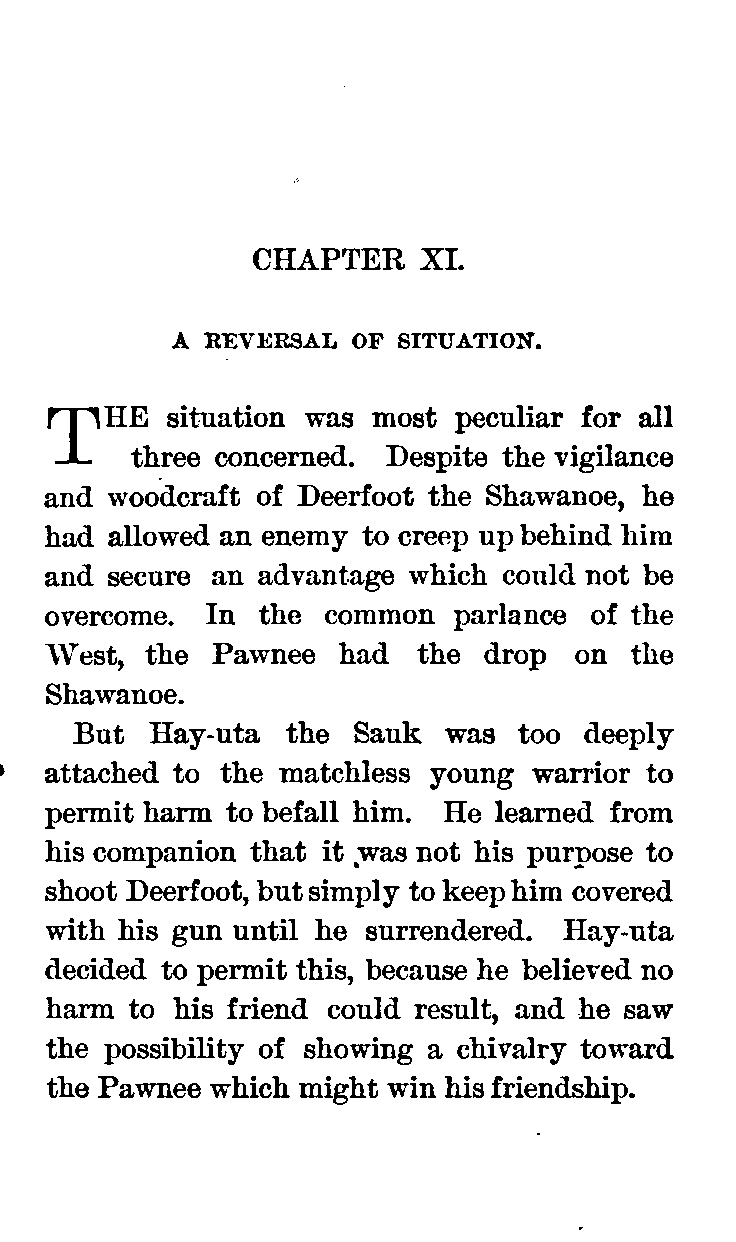 CHAPTER XI.
A REVERSAL OF SITUATION.
THE situation was most peculiar for all
three concerned. Despite the vigilance
and woodcraft of Deerfoot the Shawanoe, he
had allowed an enemy to creep up behind him
and secure an advantage which could not be
overcome. In the common parlance of the
West, the Pawnee had the drop on the
Shawanoe.
But Hay-uta the Sauk was too deeply
attached to the matchless young warrior to
permit harm to befall him. He learned from
his companion that it was not his purpose to
shoot Deerfoot, but simply to keep him covered
with his gun until he surrendered. Hay-uta
decided to permit this, because he believed no
harm to his friend could result, and he saw
the possibility of showing a chivalry toward
the Pawnee which might win his friendship.